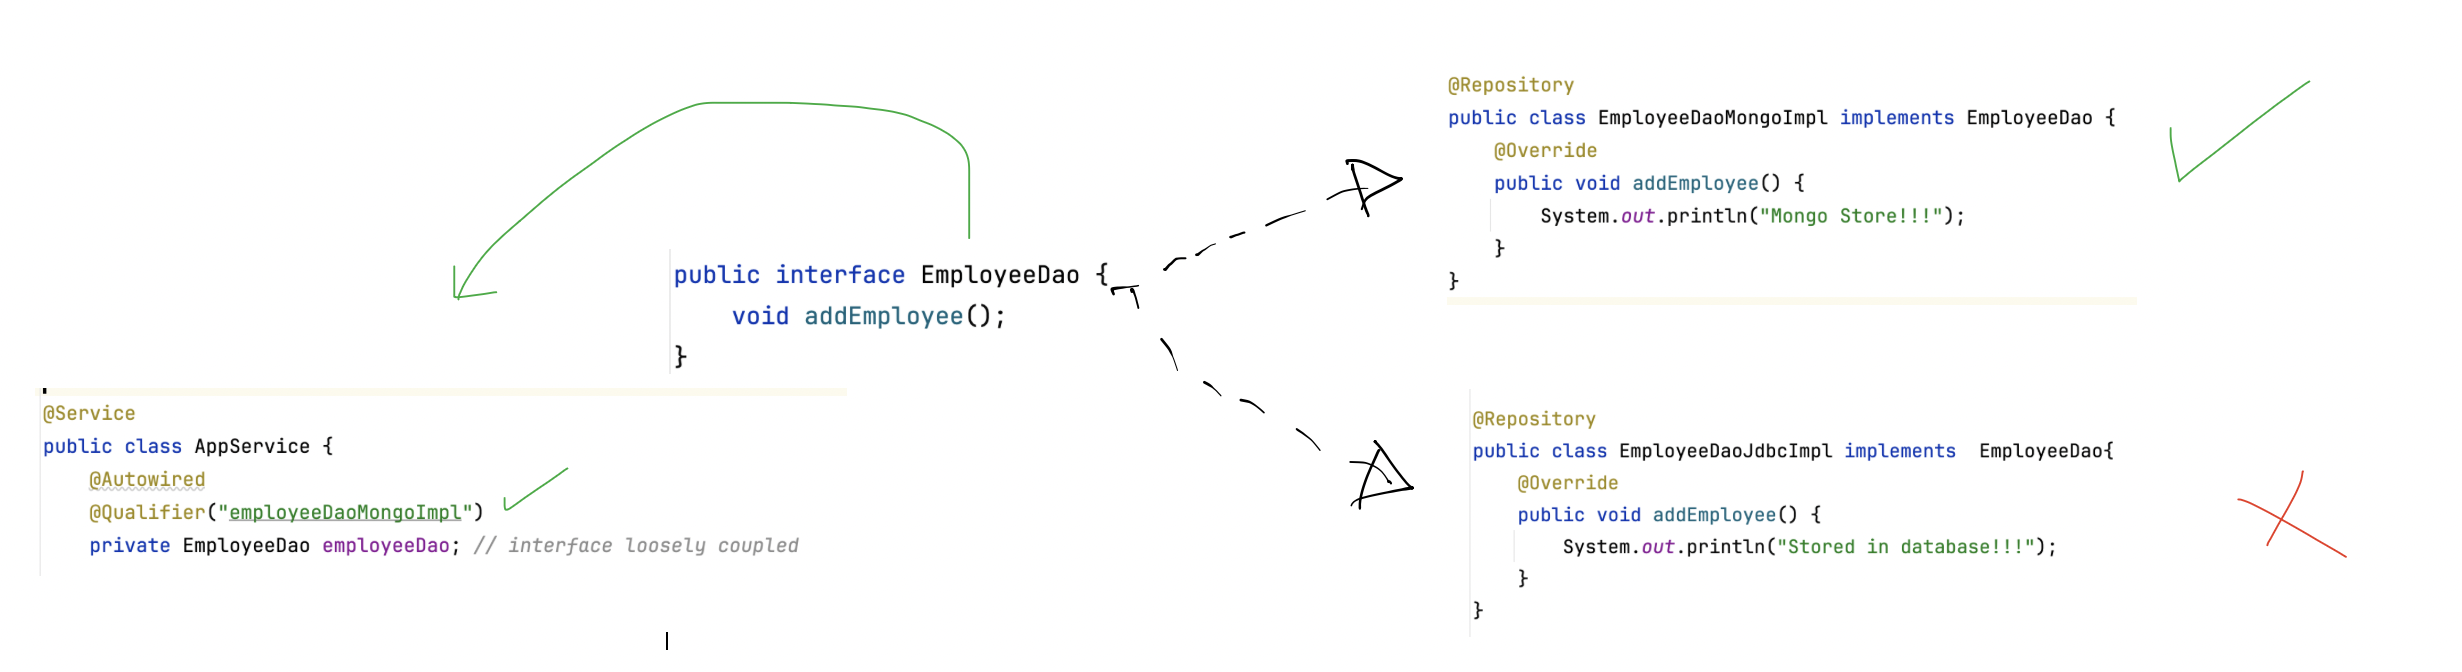 @Repository
public class EmployeeDaoMongoImpl implements EmployeeDao {
@Override
public void addEmployee() {
System.out.println("Mongo Store!!!");
}
}
public interface EmployeeDao {
void addEmployee();
}
@Service
public class AppService {
@Autowired
@Qualifier("employeeDaoMongoImpl")
private EmployeeDao employeeDao; // interface loosely coupled
@Repository
public class EmployeeDaoJdbcImpl implements  EmployeeDao{
@Override
public void addEmployee() {
System.out.println("Stored in database!!!");
}
}